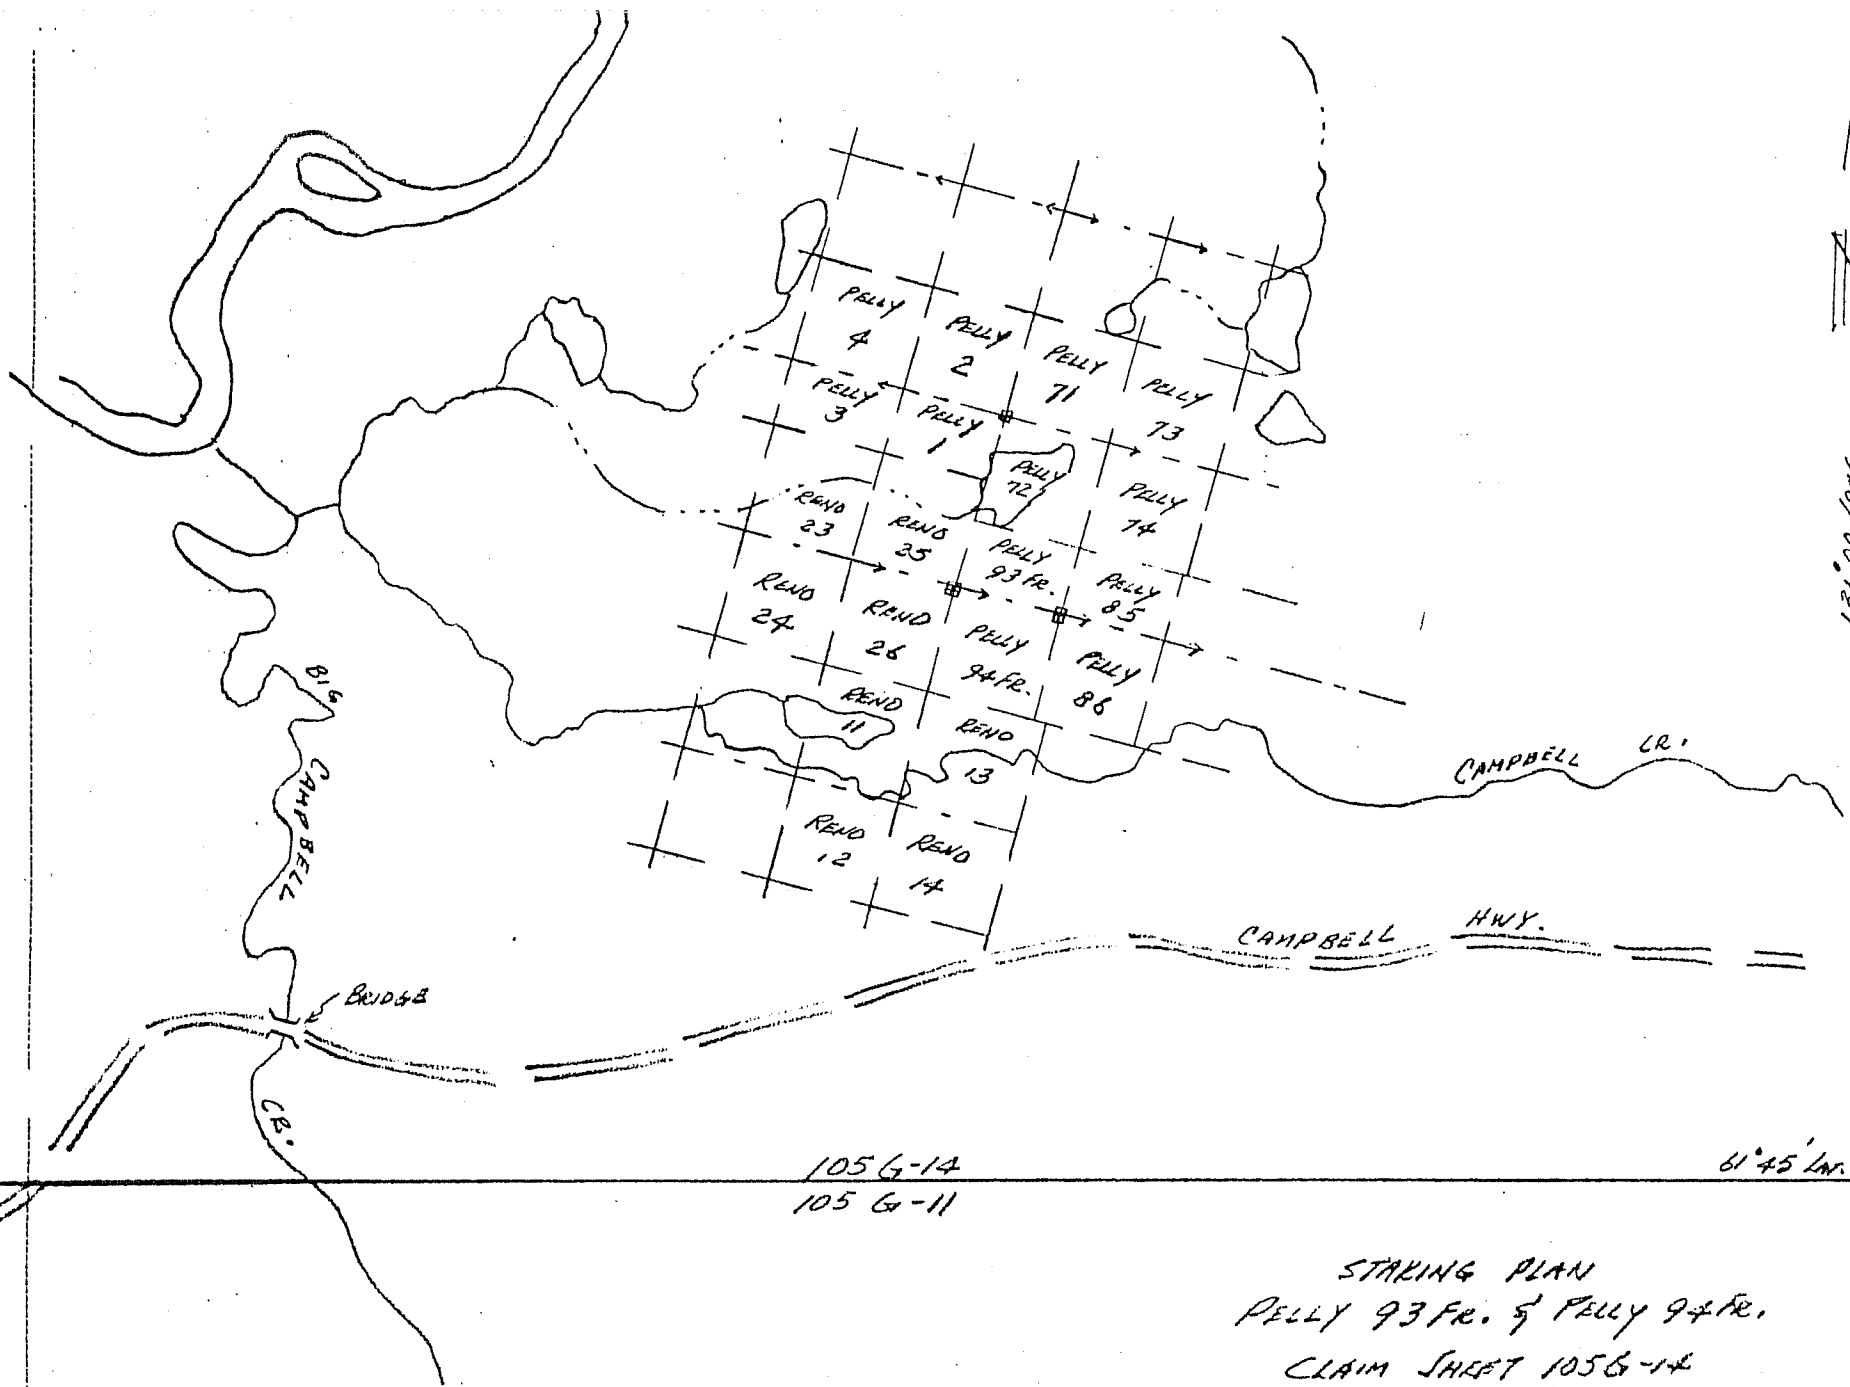 PELLY
4
PELLY
2
PELLY
71
PELLY
73
PELLY
3
PELLY
1
PELLY
72
PELLY
74
RENO
23
RENO
25
PELLY
93 FR.
PELLY
85
RENO
24
RENO
26
PELLY
94 FR.
PELLY
86
RENO
11
RENO
13
RENO
12
RENO
14
BIG
CAMPBELL
CR.
CAMPBELL CR.
CAMPBELL HWY.
BRIDGE
105 G-14
105 G-11
61°45' LAT.
STAKING PLAN
PELLY 93 FR. & PELLY 94 FR.
CLAIM SHEET 105G-14